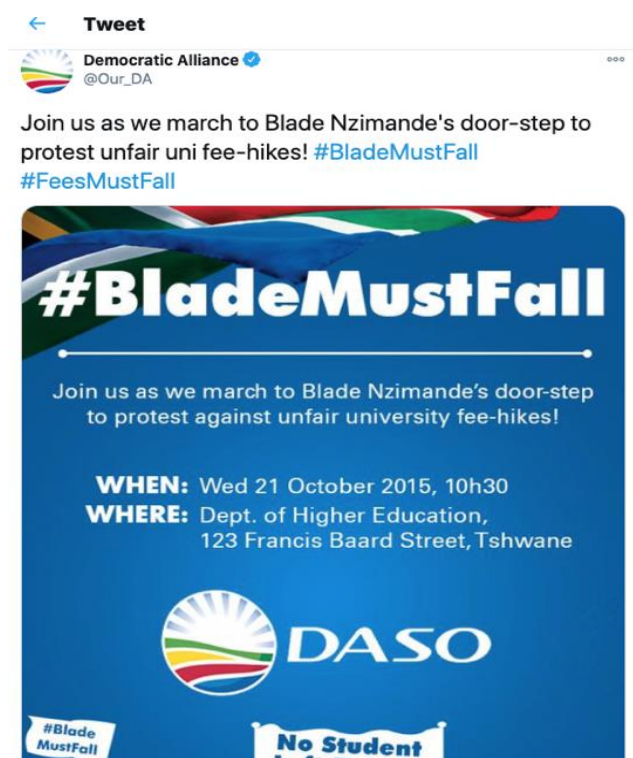 Tweet
Democratic Alliance
@Our_DA
Join us as we march to Blade Nzimande's door-step to
protest unfair uni fee-hikes! #BladeMustFall
#FeesMustFall
#BladeMustFall
Join us as we march to Blade Nzimande's door-step
to protest against unfair university fee-hikes!
WHEN: Wed 21 October 2015, 10h30
WHERE: Dept. of Higher Education,
123 Francis Baard Street, Tshwane
DASO
#Blade
MustFall
No Student